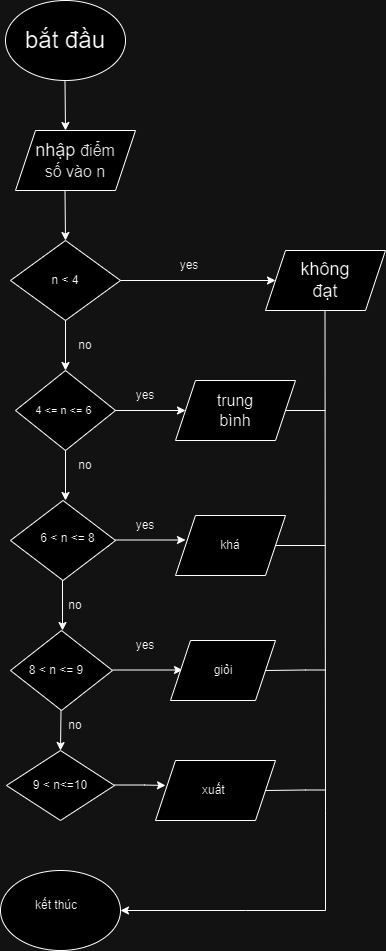 bắt đầu
nhập điểm
số vào n
n < 4
yes
không
đạt
no
4 <= n <= 6
yes
trung
bình
no
6 < n <= 8
yes
khá
no
8 < n <= 9
yes
giỏi
no
9 < n<=10
xuất
kết thúc